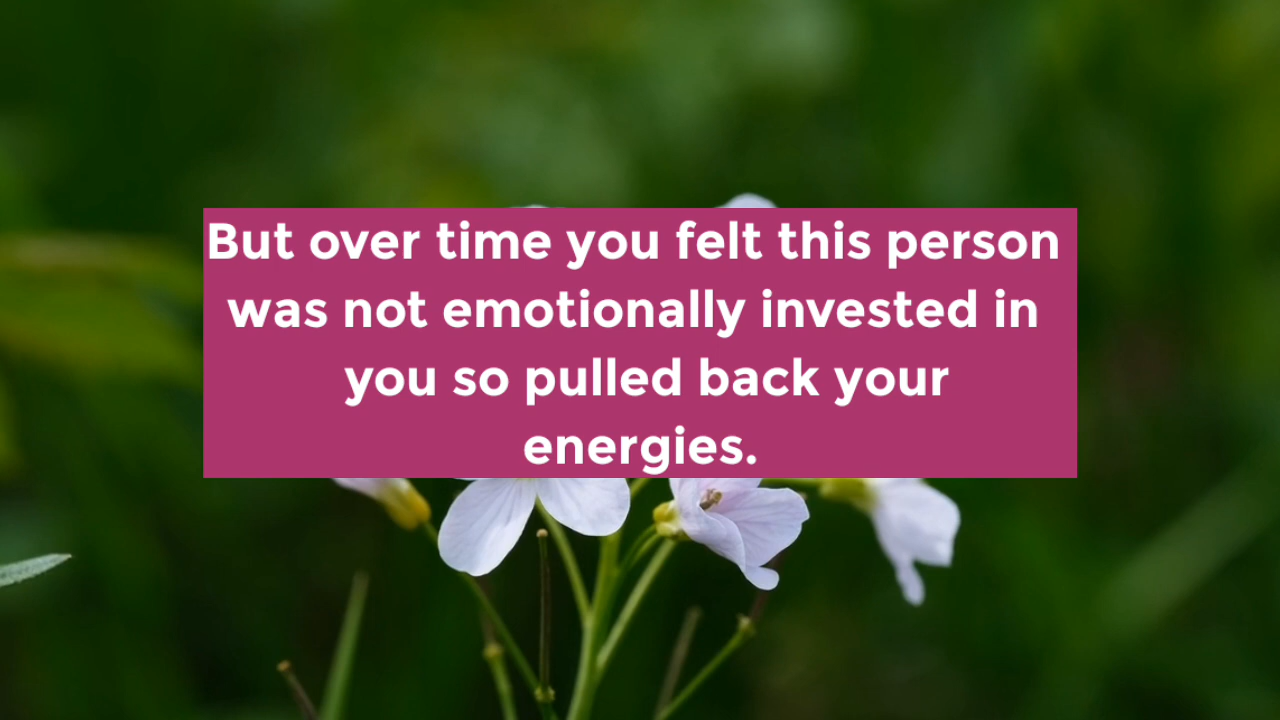 But over time you felt this person
was not emotionally invested in
you so pulled back your
energies.